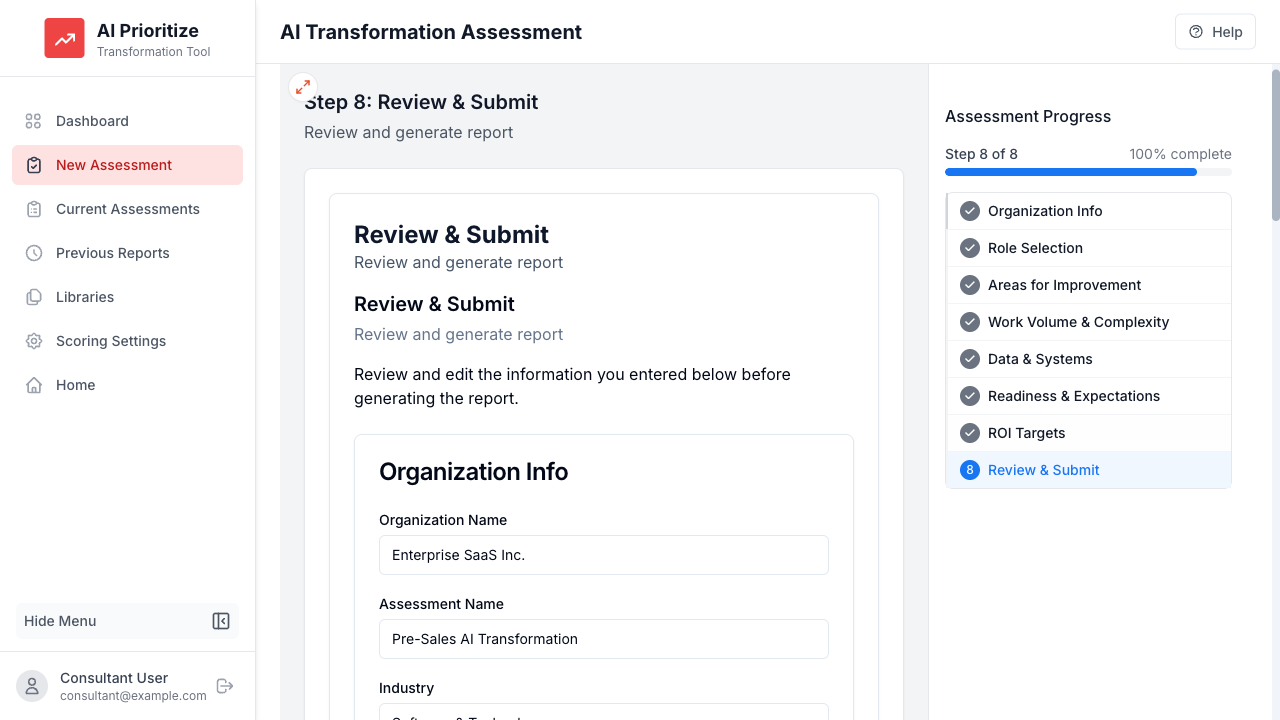 AI Prioritize
Transformation Tool
Dashboard
New Assessment
Current Assessments
Previous Reports
Libraries
Scoring Settings
Home
Hide Menu
Consultant User
consultant@example.com
AI Transformation Assessment
Help
Step 8: Review & Submit
Review and generate report
Review & Submit
Review and generate report
Review & Submit
Review and generate report
Review and edit the information you entered below before
generating the report.
Organization Info
Organization Name
Enterprise SaaS Inc.
Assessment Name
Pre-Sales AI Transformation
Industry
Assessment Progress
Step 8 of 8
100% complete
Organization Info
Role Selection
Areas for Improvement
Work Volume & Complexity
Data & Systems
Readiness & Expectations
ROI Targets
8 Review & Submit